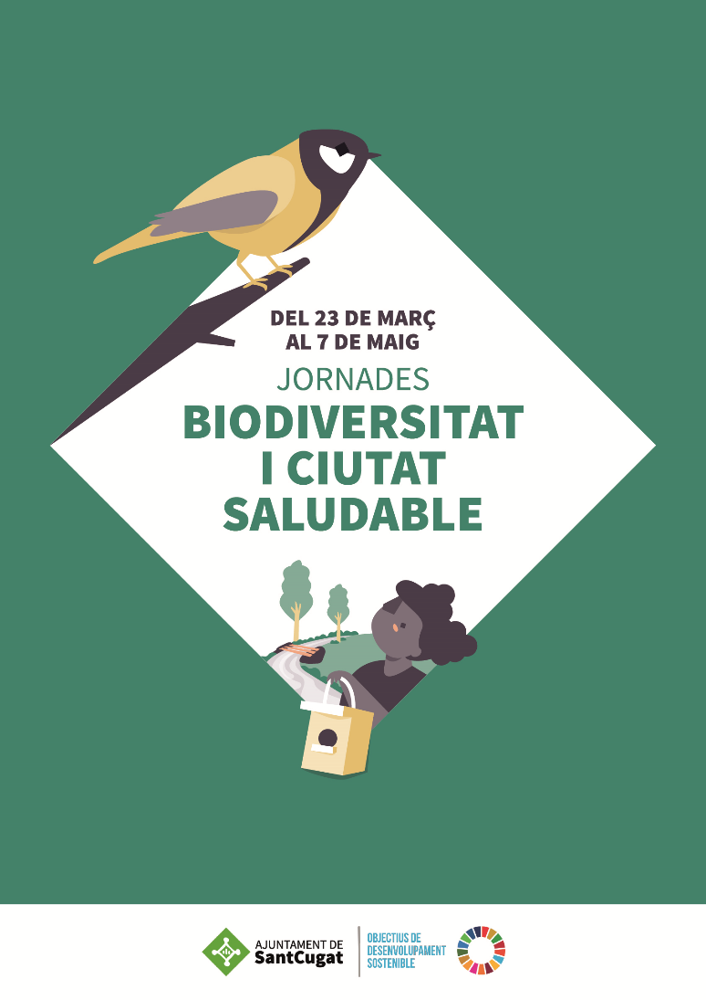 DEL 23 DE MARÇ
AL 7 DE MAIG
JORNADES
BIODIVERSITAT
I CIUTAT
SALUDABLE
AJUNTAMENT DE
SantCugat
OBJECTIUS DE
DESENVOLUPAMENT
SOSTENIBLE